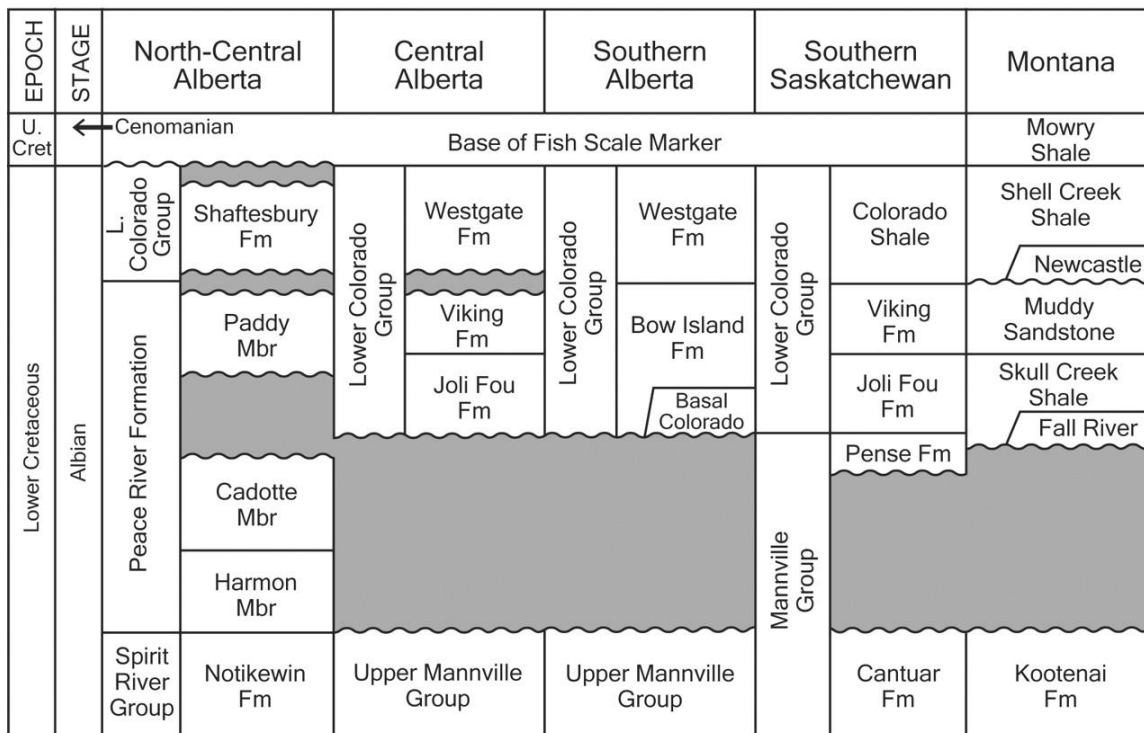 EPOCH
STAGE
North-Central
Alberta
Central
Alberta
Southern
Alberta
Southern
Saskatchewan
Montana
U.
Cret
Cenomanian
Base of Fish Scale Marker
Mowry
Shale
Lower Cretaceous
Albian
L.
Colorado
Group
Shaftesbury
Fm
Lower Colorado
Group
Westgate
Fm
Lower Colorado
Group
Westgate
Fm
Lower Colorado
Group
Colorado
Shale
Shell Creek
Shale
Newcastle
Peace River Formation
Paddy
Mbr
Viking
Fm
Bow Island
Fm
Viking
Fm
Muddy
Sandstone
Joli Fou
Fm
Basal
Colorado
Joli Fou
Fm
Skull Creek
Shale
Fall River
Cadotte
Mbr
Mannville
Group
Pense Fm
Harmon
Mbr
Spirit
River
Group
Notikewin
Fm
Upper Mannville
Group
Upper Mannville
Group
Cantuar
Fm
Kootenai
Fm